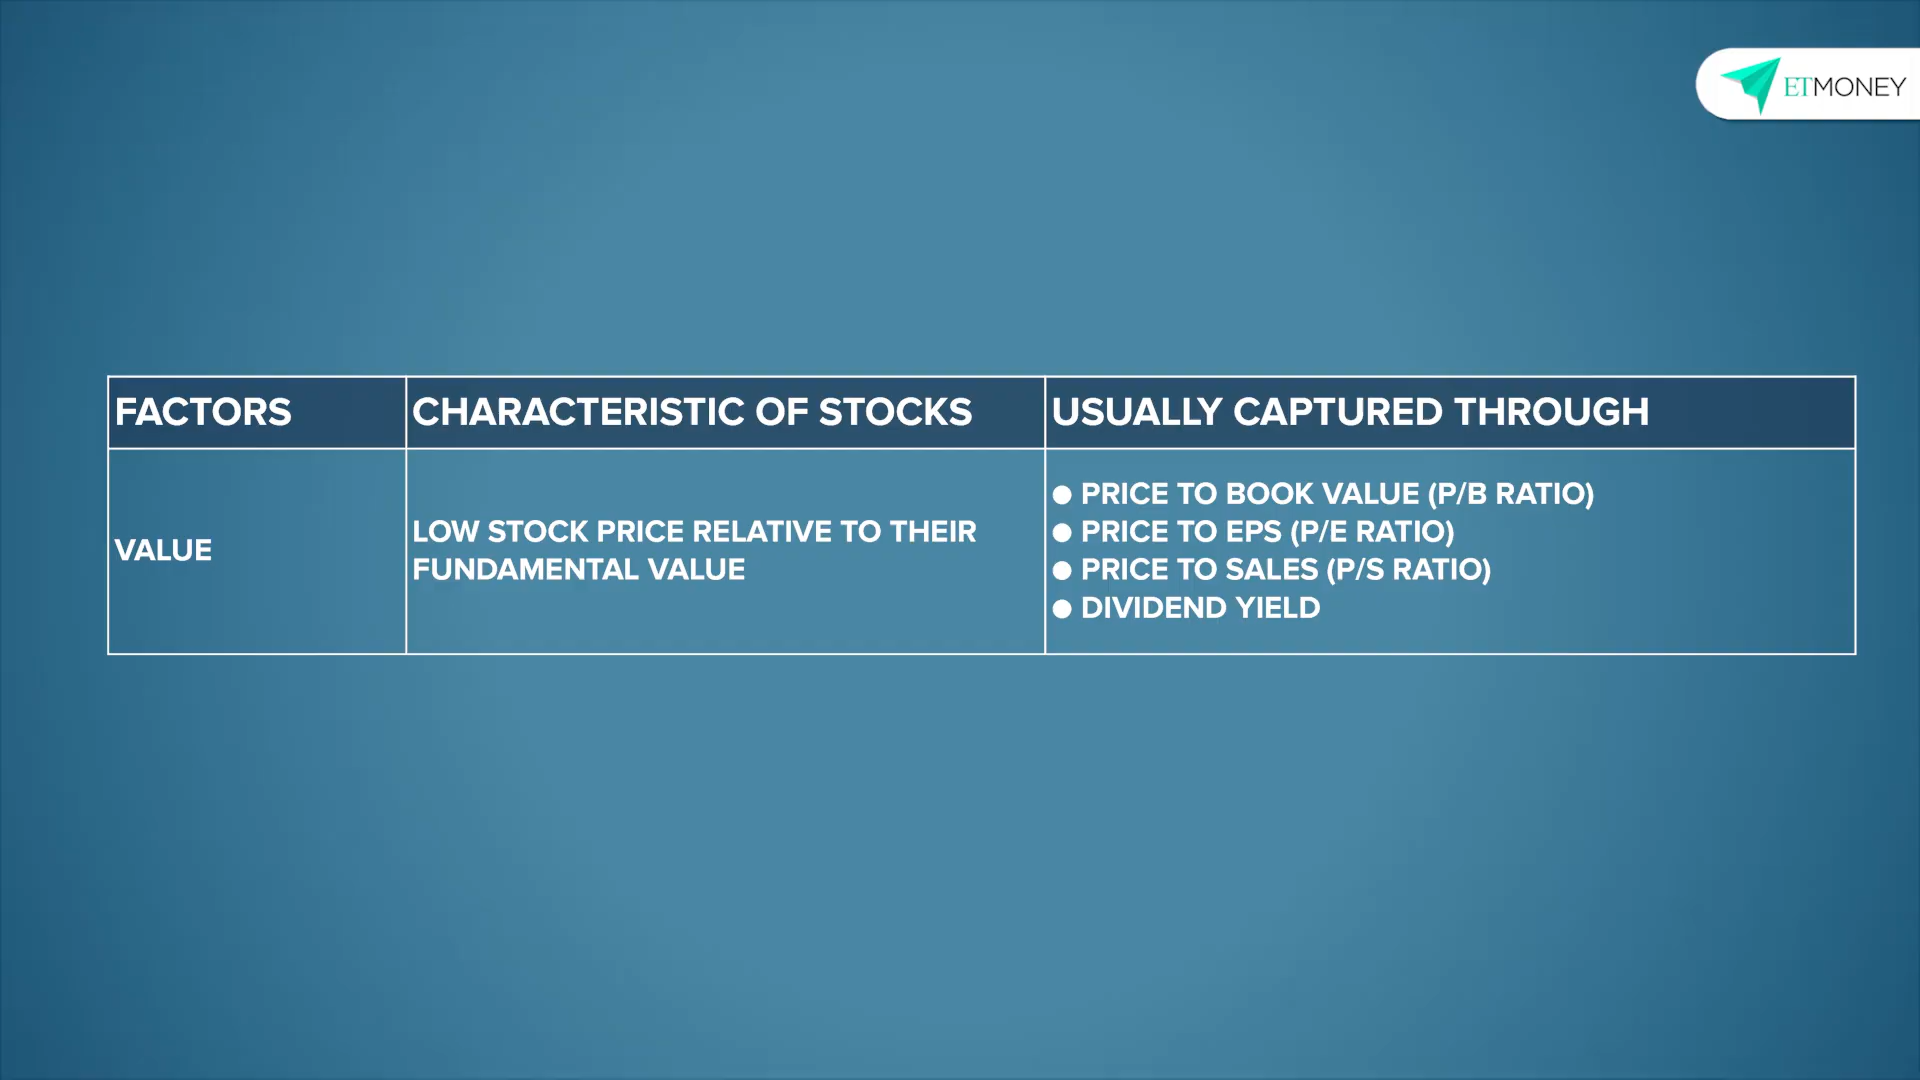 ETMONEY
FACTORS
CHARACTERISTIC OF STOCKS
USUALLY CAPTURED THROUGH
VALUE
LOW STOCK PRICE RELATIVE TO THEIR
FUNDAMENTAL VALUE
● PRICE TO BOOK VALUE (P/B RATIO)
● PRICE TO EPS (P/E RATIO)
● PRICE TO SALES (P/S RATIO)
● DIVIDEND YIELD